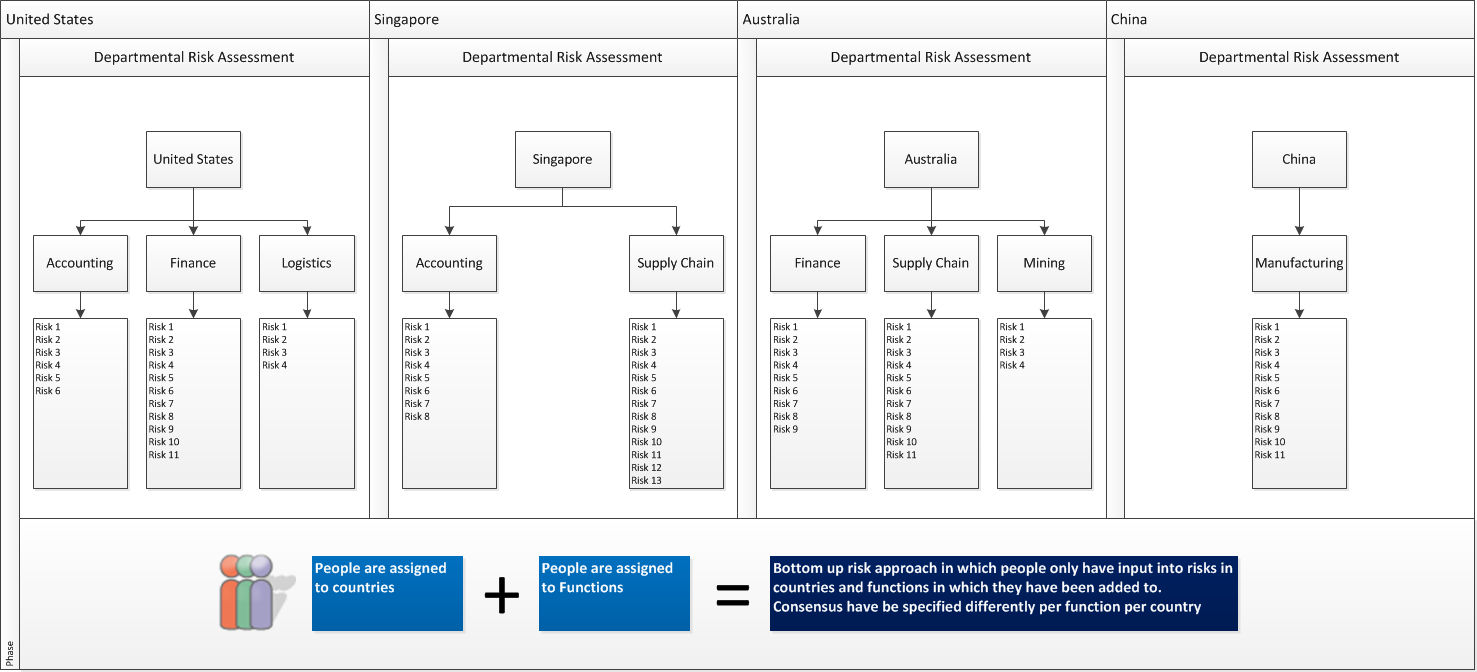 United States
Singapore
Australia
China
Departmental Risk Assessment
Departmental Risk Assessment
Departmental Risk Assessment
Departmental Risk Assessment
United States
Singapore
Australia
China
Accounting
Finance
Logistics
Accounting
Supply Chain
Finance
Supply Chain
Mining
Manufacturing
Risk 1
Risk 2
Risk 3
Risk 4
Risk 5
Risk 6
Risk 1
Risk 2
Risk 3
Risk 4
Risk 5
Risk 6
Risk 7
Risk 8
Risk 9
Risk 10
Risk 11
Risk 1
Risk 2
Risk 3
Risk 4
Risk 1
Risk 2
Risk 3
Risk 4
Risk 5
Risk 6
Risk 7
Risk 8
Risk 1
Risk 2
Risk 3
Risk 4
Risk 5
Risk 6
Risk 7
Risk 8
Risk 9
Risk 10
Risk 11
Risk 12
Risk 13
Risk 1
Risk 2
Risk 3
Risk 4
Risk 5
Risk 6
Risk 7
Risk 8
Risk 9
Risk 1
Risk 2
Risk 3
Risk 4
Risk 5
Risk 6
Risk 7
Risk 8
Risk 9
Risk 10
Risk 11
Risk 1
Risk 2
Risk 3
Risk 4
Risk 1
Risk 2
Risk 3
Risk 4
Risk 5
Risk 6
Risk 7
Risk 8
Risk 9
Risk 10
Risk 11
People are assigned
to countries
+
People are assigned
to Functions
=
Bottom up risk approach in which people only have input into risks in
countries and functions in which they have been added to.
Consensus have be specified differently per function per country
Phase